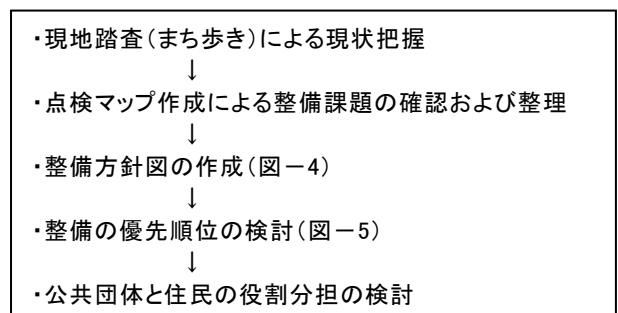 ・現地踏査(まち歩き)による現状把握
↓
・点検マップ作成による整備課題の確認および整理
↓
・整備方針図の作成(図－4)
↓
・整備の優先順位の検討(図－5)
↓
・公共団体と住民の役割分担の検討